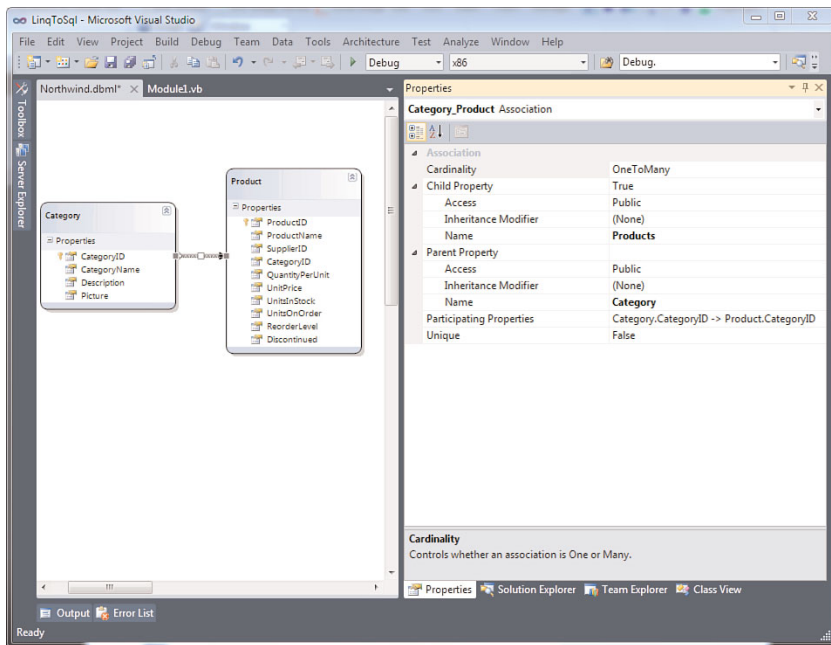 LinqToSql - Microsoft Visual Studio
File Edit View Project Build Debug Team Data Tools Architecture Test Analyze Window Help
Debug x86 Debug.
Toolbox
Server Explorer
Northwind.dbml* Module1.vb
Category
Properties
CategoryID
CategoryName
Description
Picture
Product
Properties
ProductID
ProductName
SupplierID
CategoryID
QuantityPerUnit
UnitPrice
UnitsInStock
UnitsOnOrder
ReorderLevel
Discontinued
Properties
Category_Product Association
Association
Cardinality OneToMany
Child Property True
Access Public
Inheritance Modifier (None)
Name Products
Parent Property
Access Public
Inheritance Modifier (None)
Name Category
Participating Properties Category.CategoryID -> Product.CategoryID
Unique False
Cardinality
Controls whether an association is One or Many.
Properties Solution Explorer Team Explorer Class View
Output Error List
Ready